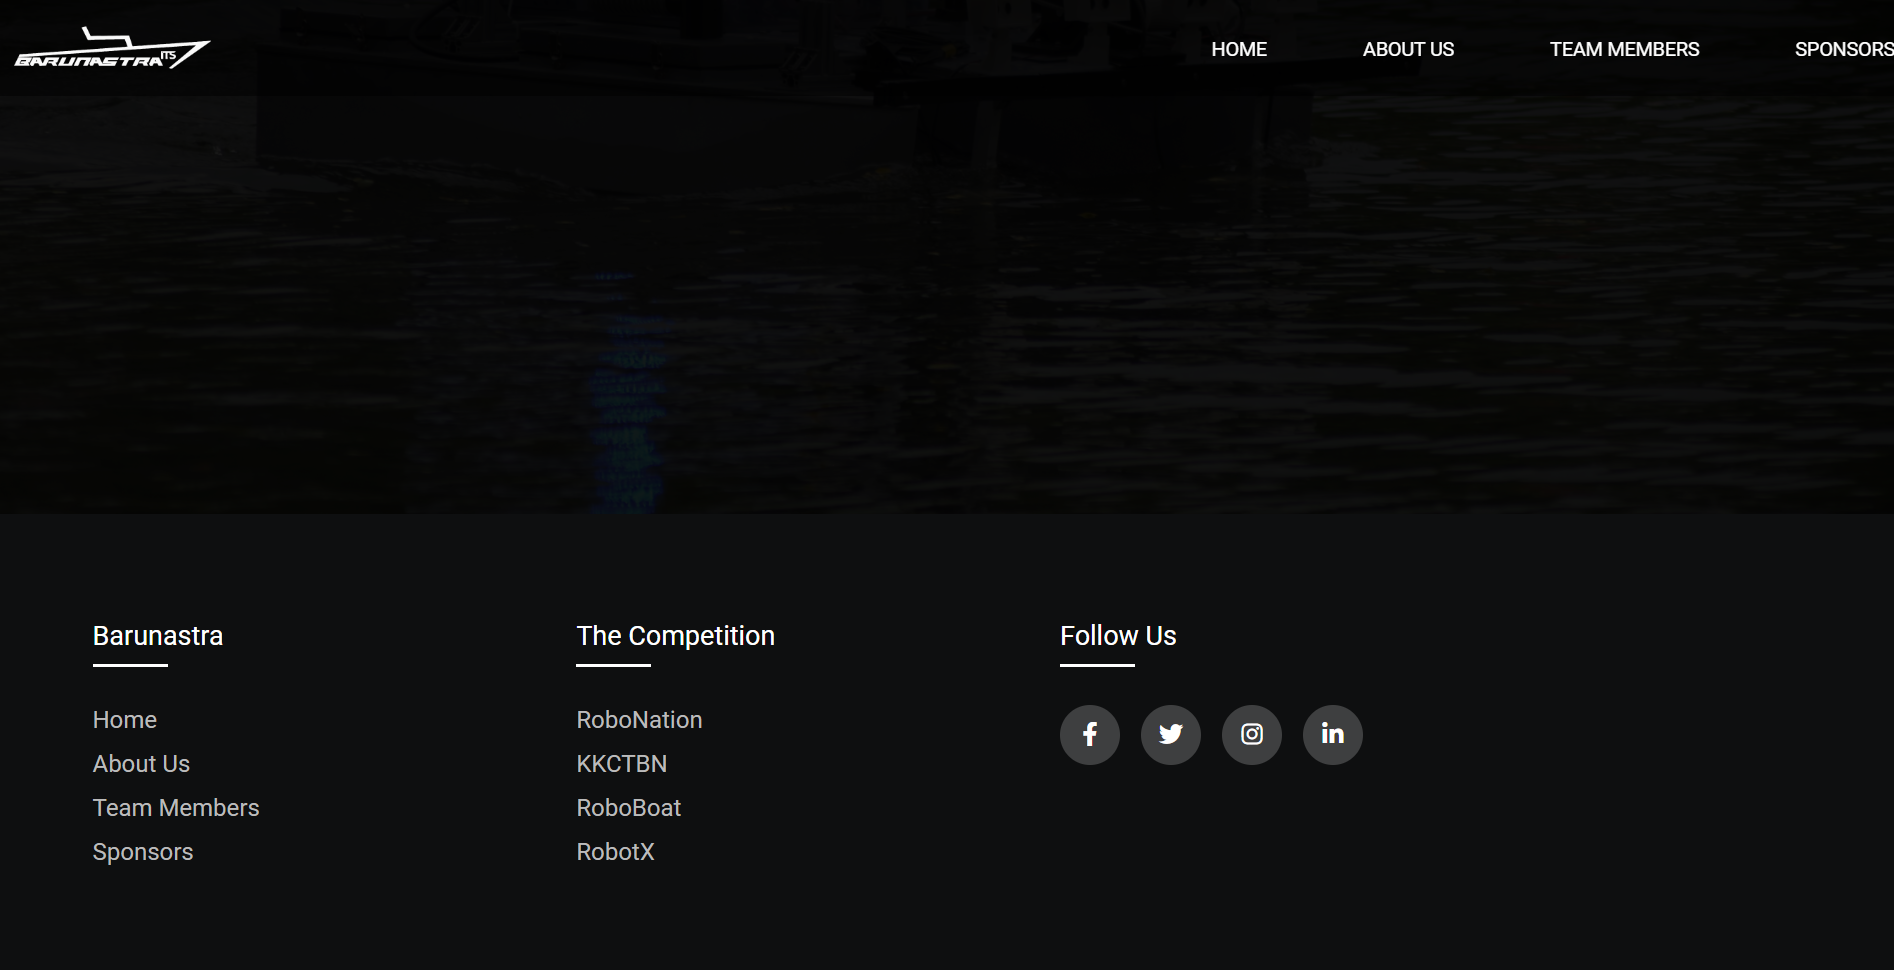 BARUNASTRA ITS
HOME ABOUT US TEAM MEMBERS SPONSORS
Barunastra
Home
About Us
Team Members
Sponsors
The Competition
RoboNation
KKCTBN
RoboBoat
RobotX
Follow Us